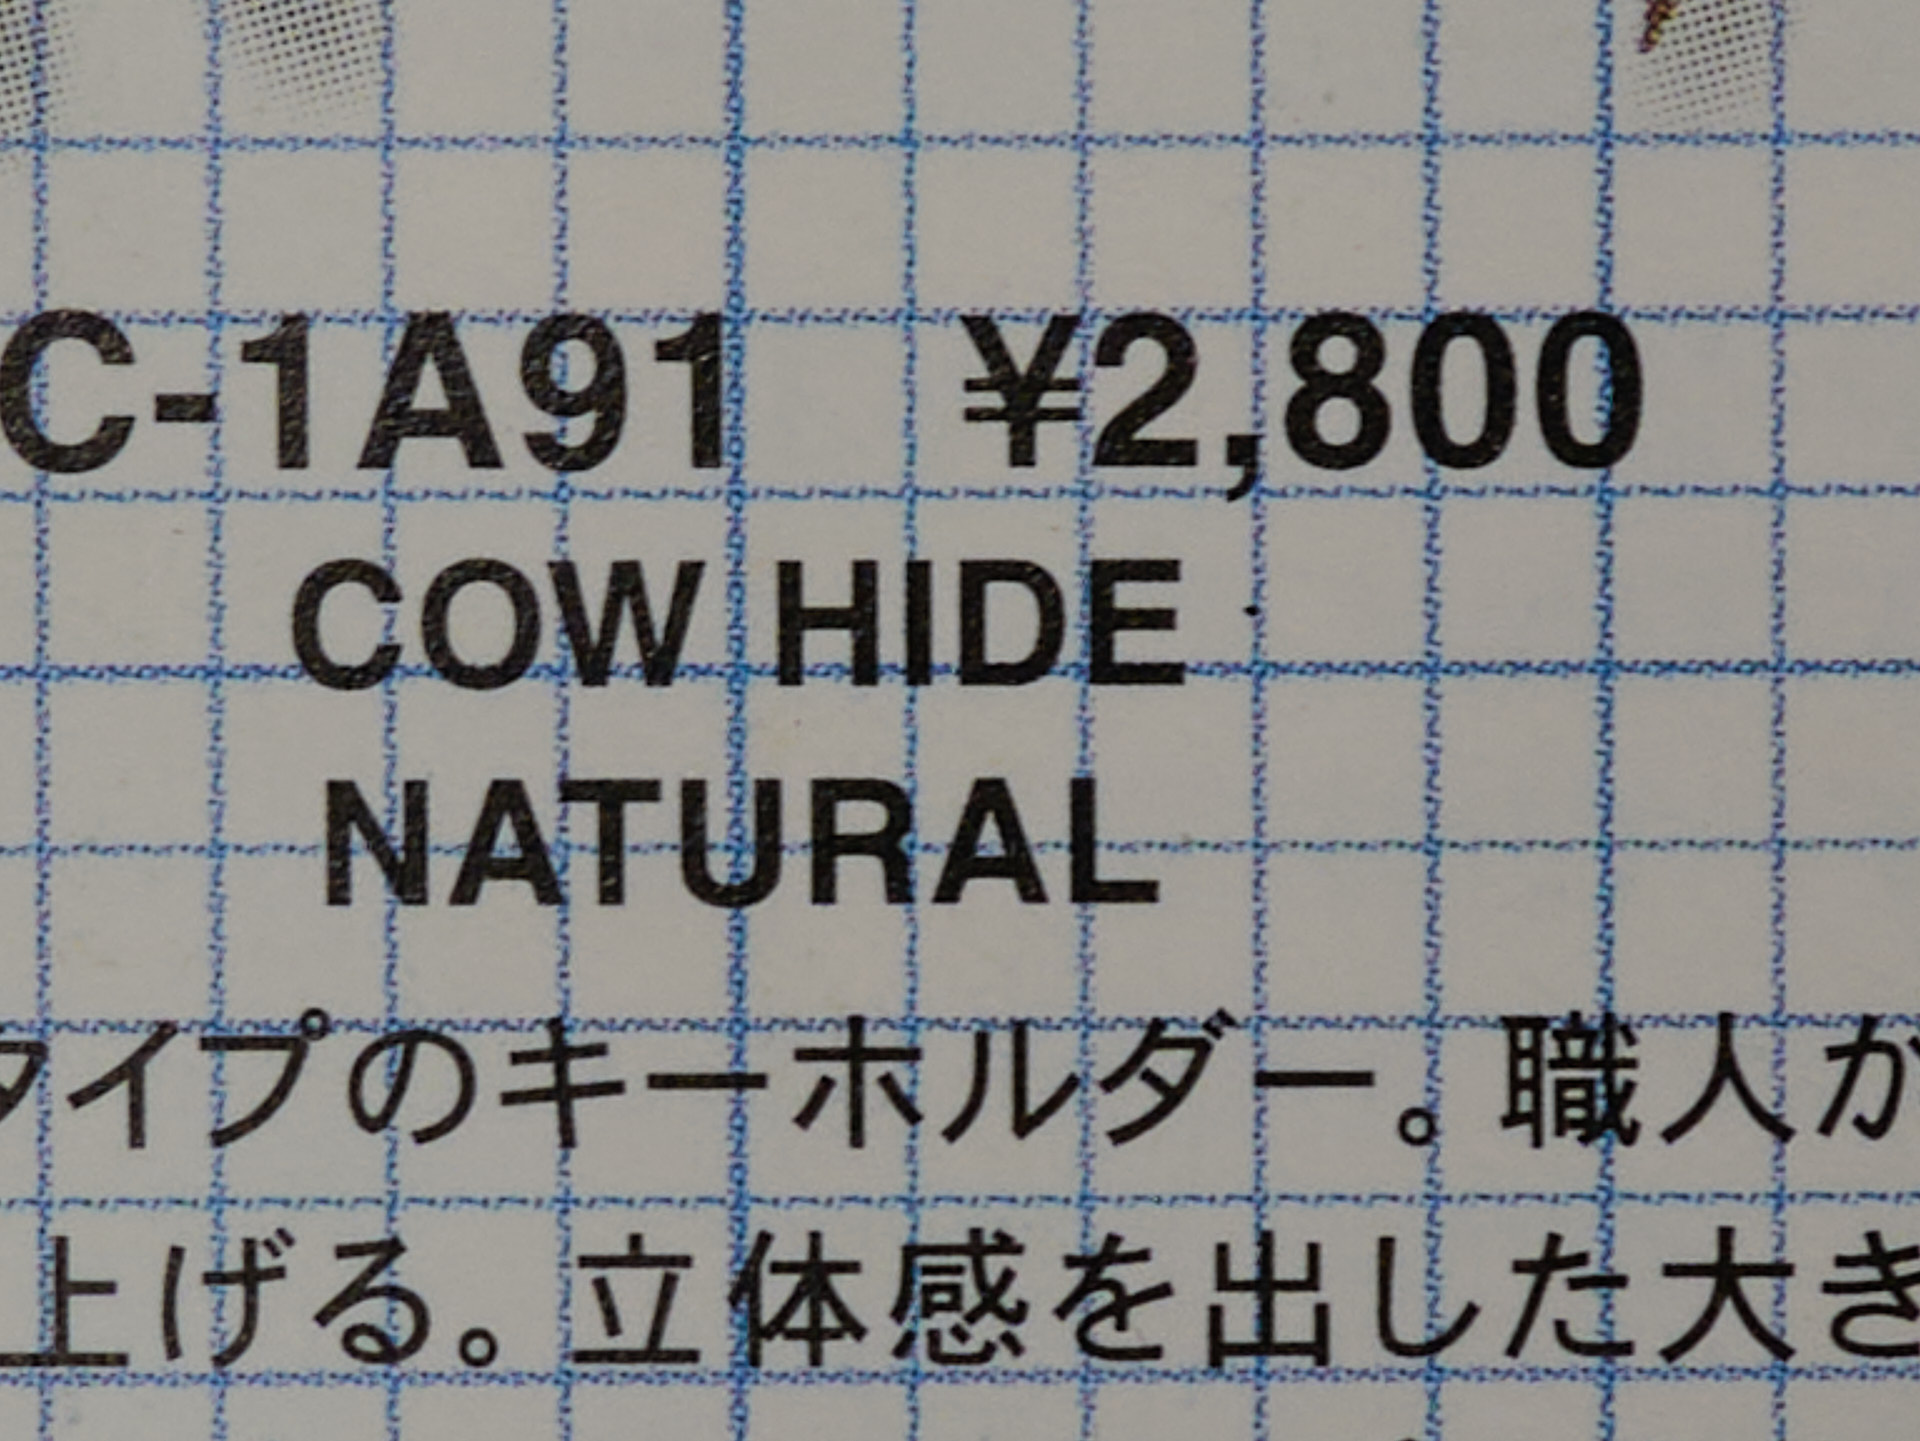 C-1A91 ¥2,800
COW HIDE
NATURAL
タイプのキーホルダー。職人が
上げる。立体感を出した大き